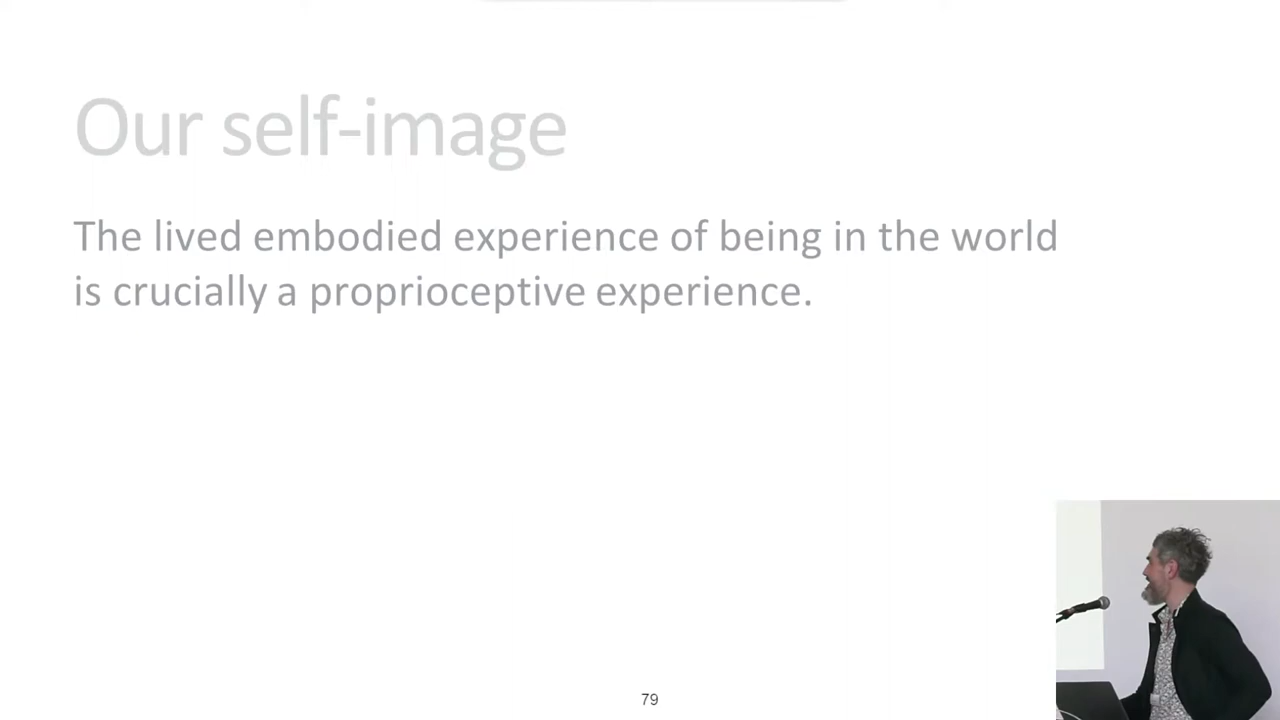 Our self-image
The lived embodied experience of being in the world
is crucially a proprioceptive experience.
79